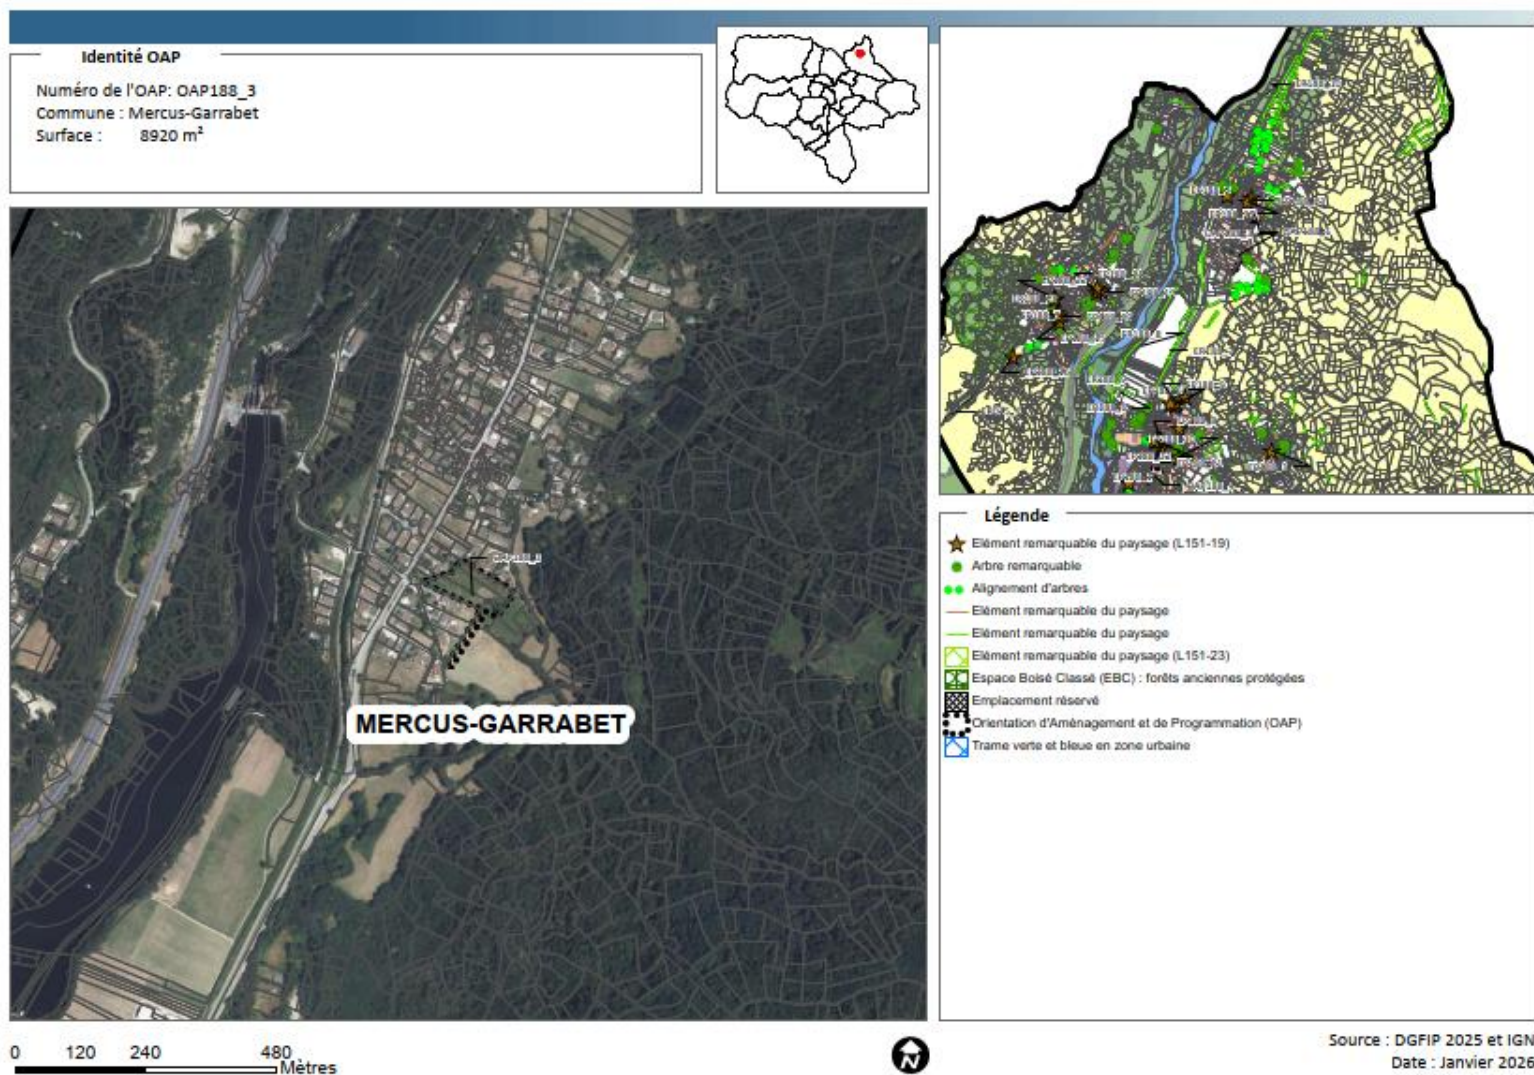 Identité OAP
Numéro de l'OAP: OAP188_3
Commune : Mercus-Garrabet
Surface : 8920 m²
OAP188_3
MERCUS-GARRABET
Légende
Elément remarquable du paysage (L151-19)
Arbre remarquable
Alignement d'arbres
Elément remarquable du paysage
Elément remarquable du paysage
Elément remarquable du paysage (L151-23)
Espace Boisé Classé (EBC) : forêts anciennes protégées
Emplacement réservé
Orientation d'Aménagement et de Programmation (OAP)
Trame verte et bleue en zone urbaine
0 120 240 480
Mètres
N
Source : DGFIP 2025 et IGN
Date : Janvier 2026